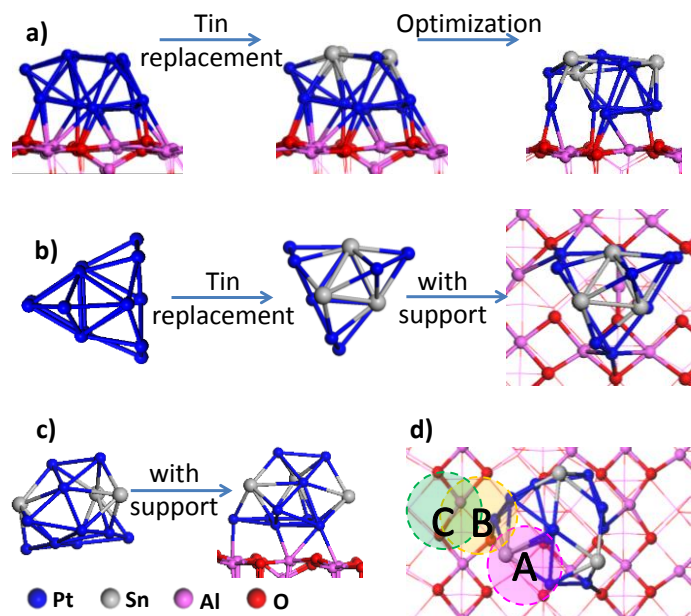 a)
Tin
replacement
Optimization
b)
Tin
replacement
with
support
c)
with
support
d)
C
B
A
Pt
Sn
Al
O